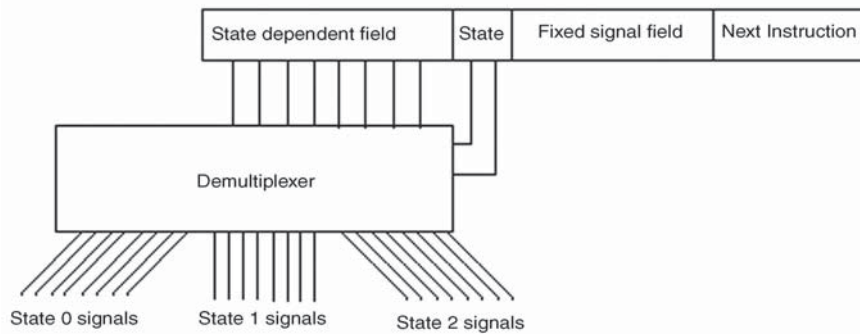 State dependent field
State
Fixed signal field
Next Instruction
Demultiplexer
State 0 signals
State 1 signals
State 2 signals